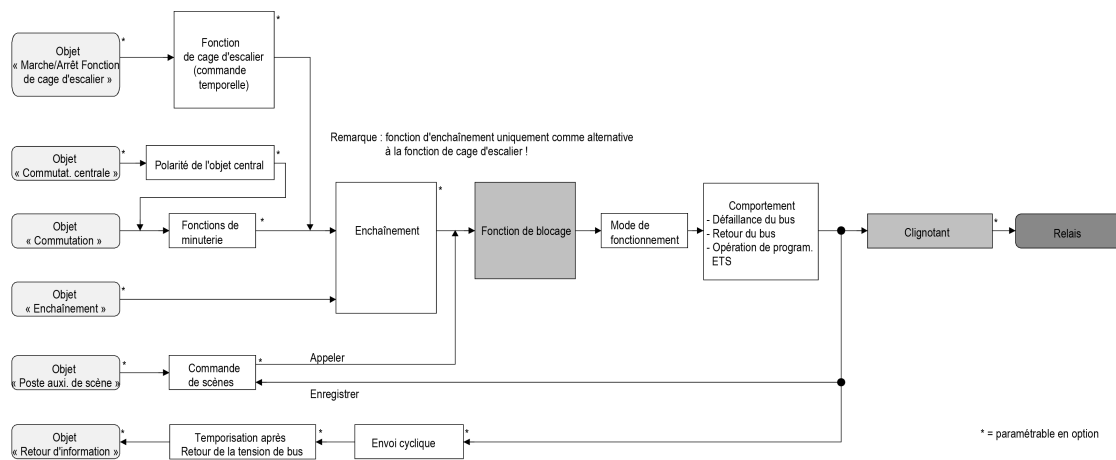 Objet
« Marche/Arrêt Fonction
de cage d'escalier »
*
Fonction
de cage d'escalier
(commande
temporelle)
*
Remarque : fonction d'enchaînement uniquement comme alternative
à la fonction de cage d'escalier !
Objet
« Commutat. centrale »
*
Polarité de l'objet central
*
Objet
« Commutation »
*
Fonctions de
minuterie
*
Enchaînement
*
Fonction de blocage
Mode de
fonctionnement
Comportement
- Défaillance du bus
- Retour du bus
- Opération de program.
ETS
Clignotant
*
Relais
Objet
« Enchaînement »
*
Objet
« Poste auxi. de scène »
*
Commande
de scènes
*
Appeler
Enregistrer
Objet
« Retour d'information »
*
Temporisation après
Retour de la tension de bus
*
Envoi cyclique
*
* = paramétrable en option